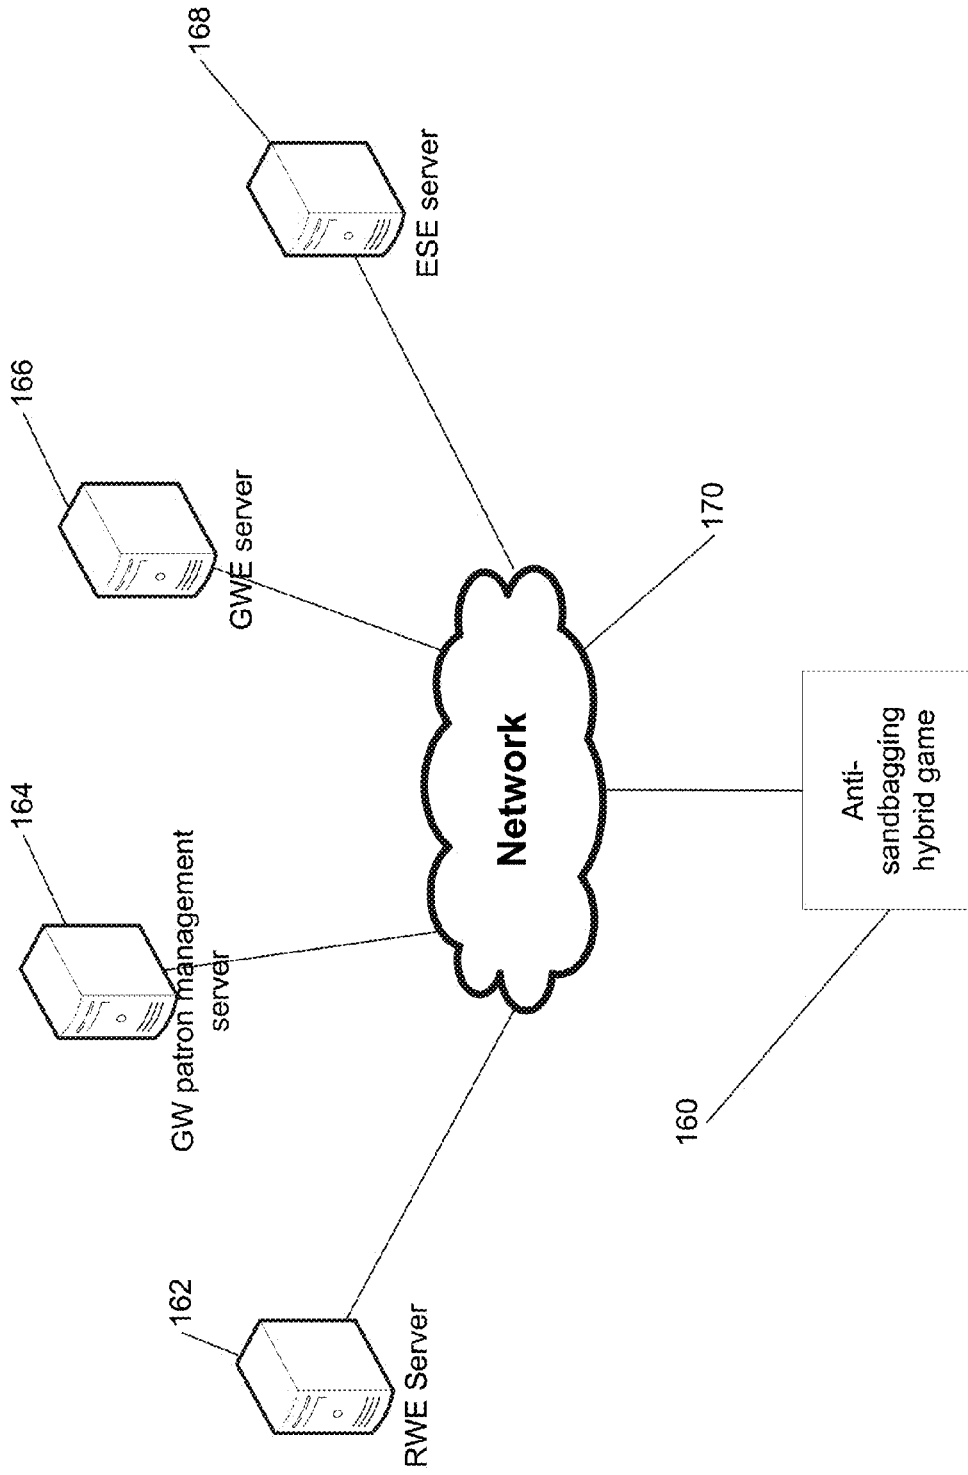 164
166
162
168
GW patron management
server
GWE server
RWE Server
ESE server
Network
170
160
Anti-
sandbagging
hybrid game